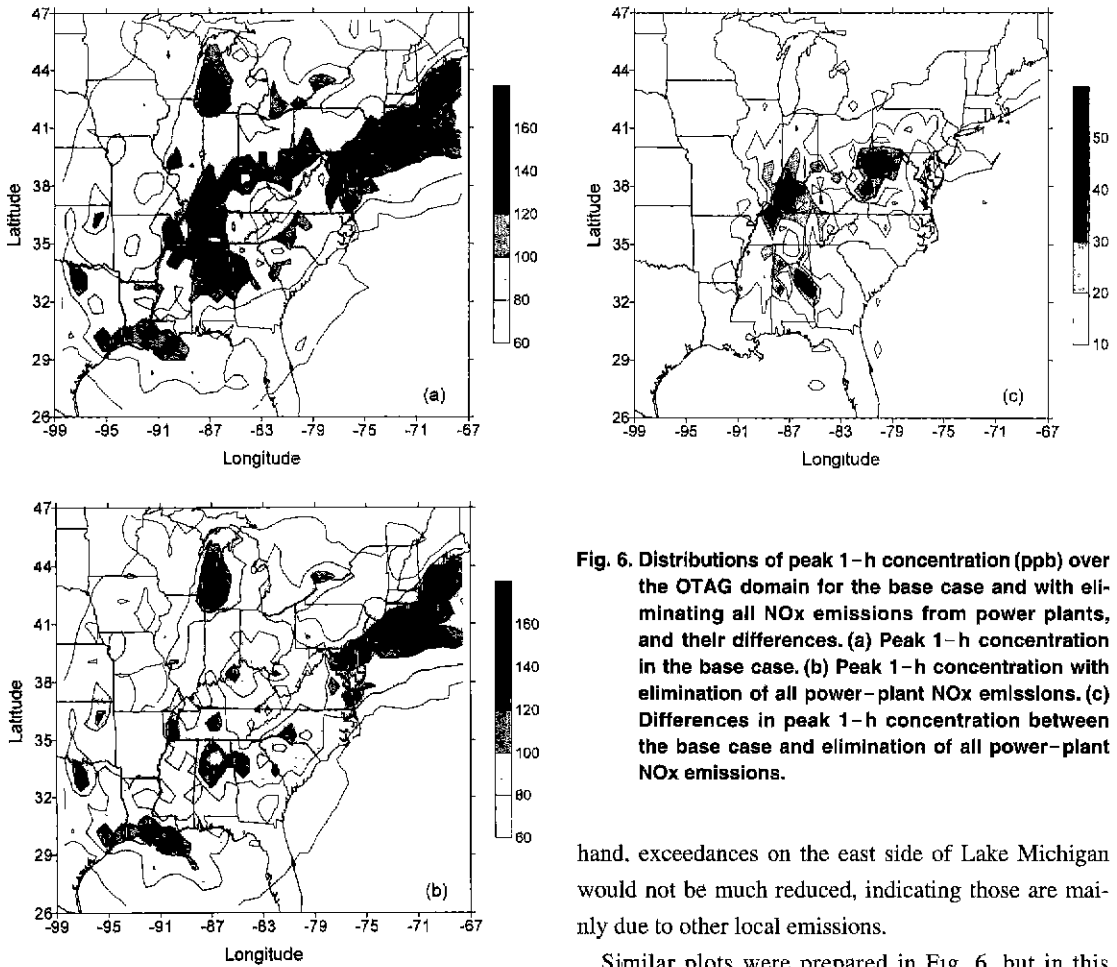 47
44
41
38
35
32
29
26
Latitude
-99 -95 -91 -87 -83 -79 -75 -71 -67
Longitude
(a)
160
140
120
100
80
60
47
44
41
38
35
32
29
26
Latitude
-99 -95 -91 -87 -83 -79 -75 -71 -67
Longitude
(c)
50
40
30
20
10
47
44
41
38
35
32
29
26
Latitude
-99 -95 -91 -87 -83 -79 -75 -71 -67
Longitude
(b)
160
140
120
100
80
60
Fig. 6. Distributions of peak 1-h concentration (ppb) over
the OTAG domain for the base case and with eli-
minating all NOx emissions from power plants,
and their differences. (a) Peak 1-h concentration
in the base case. (b) Peak 1-h concentration with
elimination of all power-plant NOx emissions. (c)
Differences in peak 1-h concentration between
the base case and elimination of all power-plant
NOx emissions.
hand, exceedances on the east side of Lake Michigan
would not be much reduced, indicating those are mai-
nly due to other local emissions.
Similar plots were prepared in Fig. 6, but in this